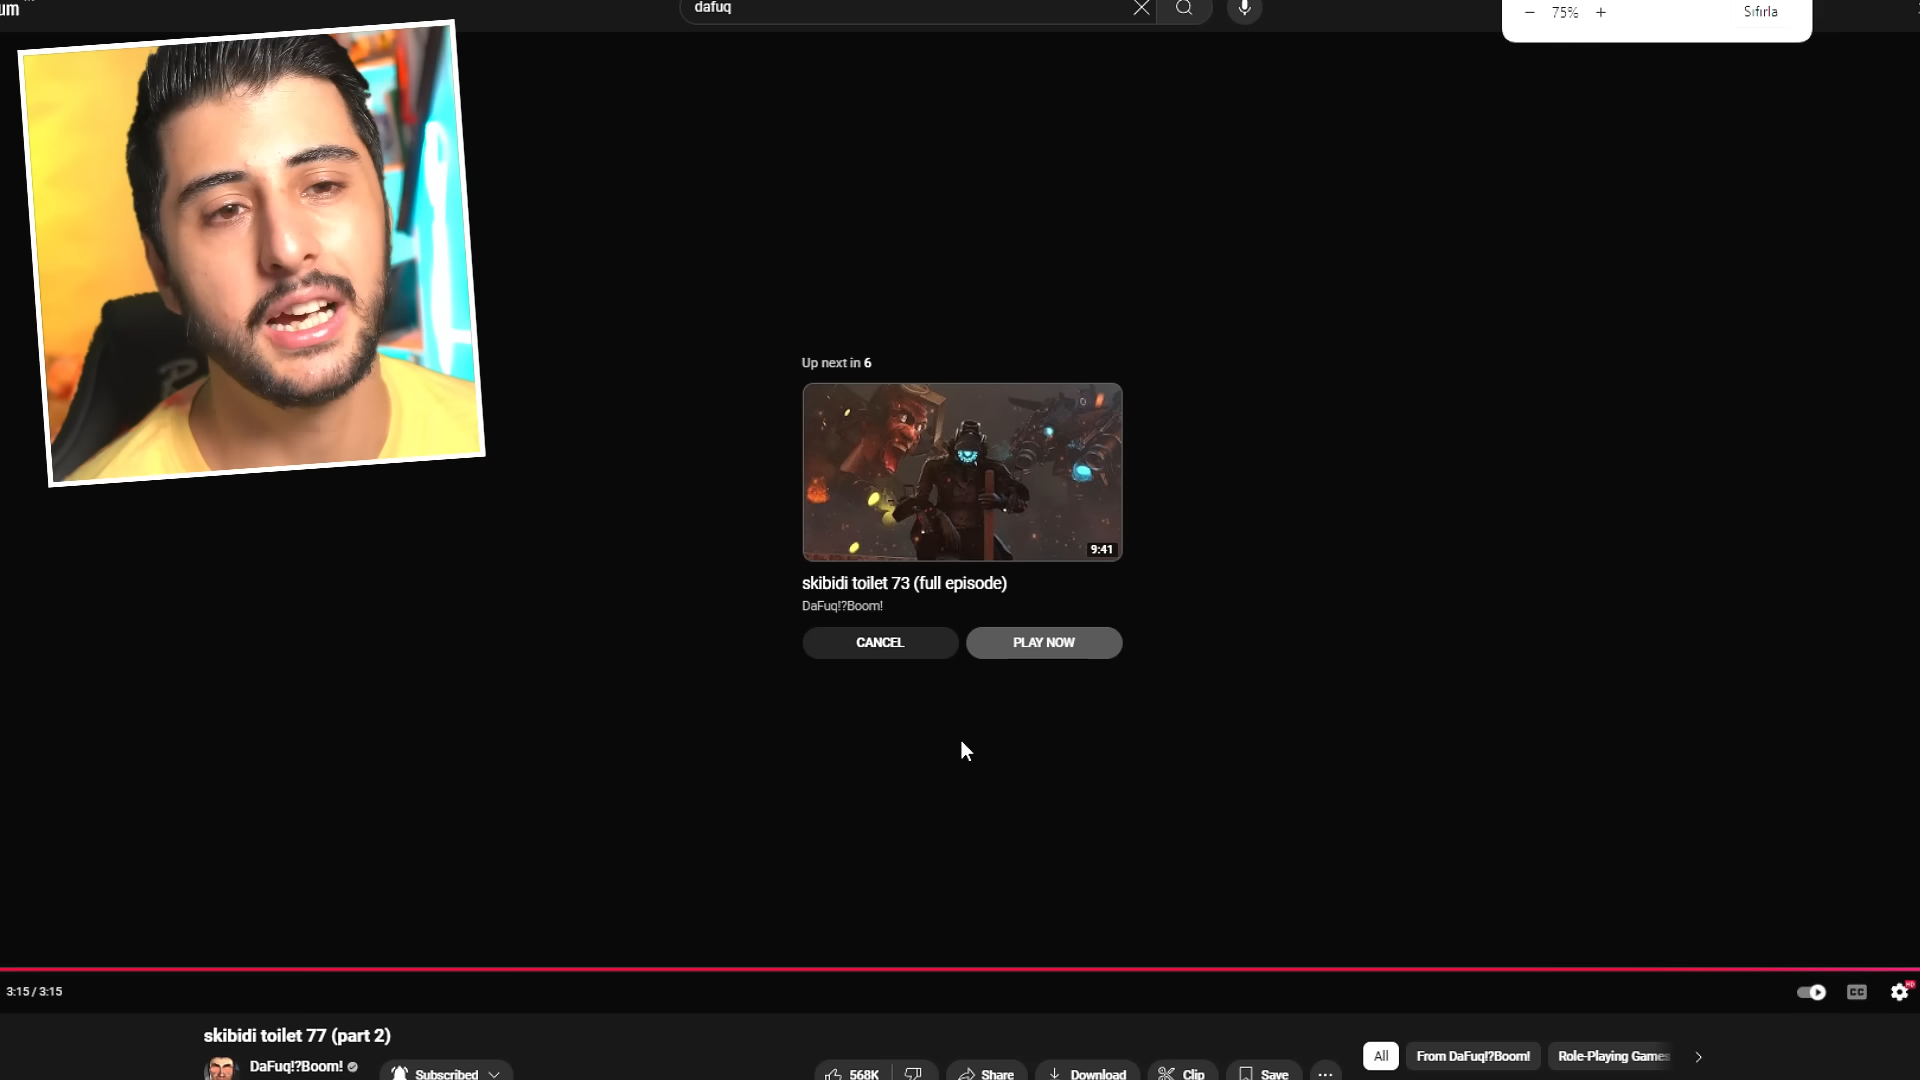 um
dafuq
− 75% +
Sıfırla
Up next in 6
9:41
skibidi toilet 73 (full episode)
DaFuq!?Boom!
CANCEL
PLAY NOW
3:15 / 3:15
CC
HD
skibidi toilet 77 (part 2)
DaFuq!?Boom!
Subscribed
568K
Share
Download
Clip
Save
...
All
From DaFuq!?Boom!
Role-Playing Games